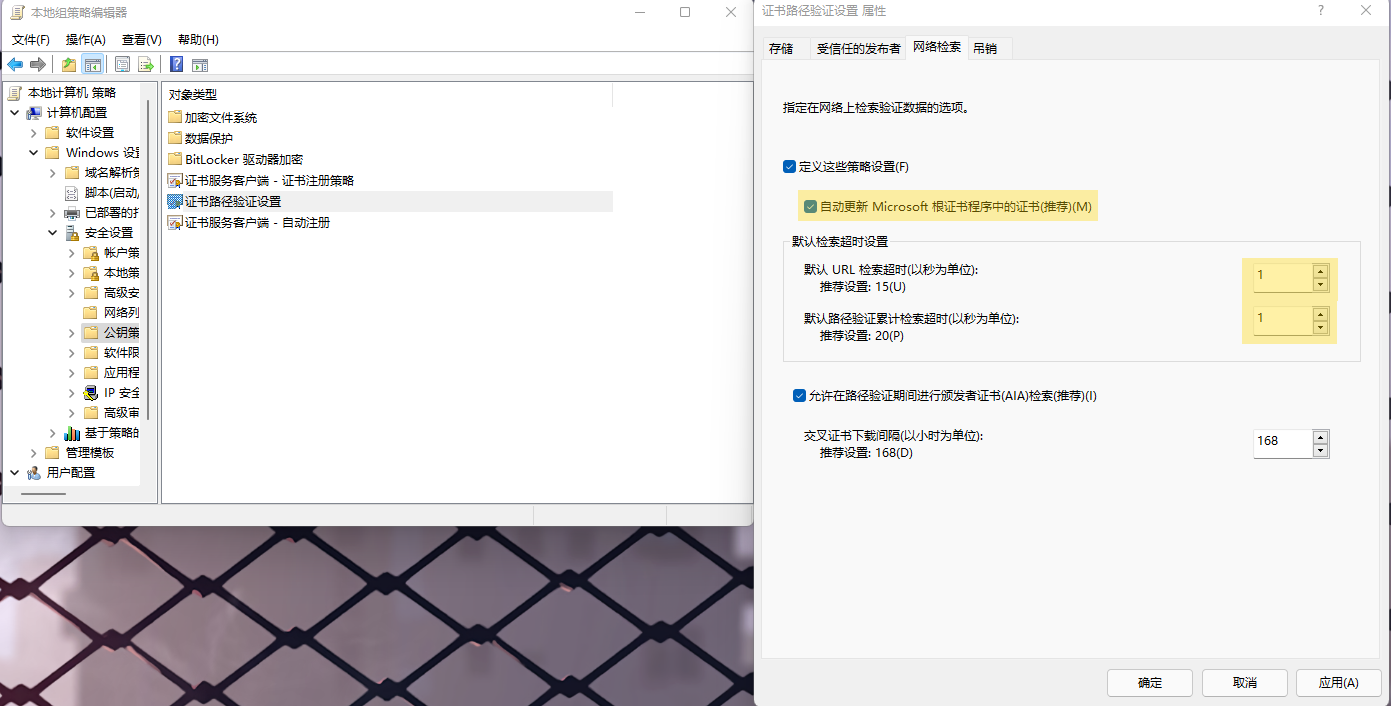 本地组策略编辑器
文件(F) 操作(A) 查看(V) 帮助(H)
本地计算机 策略
计算机配置
软件设置
Windows 设
域名解析策
脚本(启动/
已部署的打
安全设置
帐户策
本地策
高级安
网络列
公钥策
软件限
应用程
IP 安全
高级审
基于策略的
管理模板
用户配置
对象类型
加密文件系统
数据保护
BitLocker 驱动器加密
证书服务客户端 - 证书注册策略
证书路径验证设置
证书服务客户端 - 自动注册
证书路径验证设置 属性
存储 受信任的发布者 网络检索 吊销
指定在网络上检索验证数据的选项。
定义这些策略设置(F)
自动更新 Microsoft 根证书程序中的证书(推荐)(M)
默认检索超时设置
默认 URL 检索超时(以秒为单位): 1
推荐设置: 15(U)
默认路径验证累计检索超时(以秒为单位): 1
推荐设置: 20(P)
允许在路径验证期间进行颁发者证书(AIA)检索(推荐)(I)
交叉证书下载间隔(以小时为单位): 168
推荐设置: 168(D)
确定 取消 应用(A)